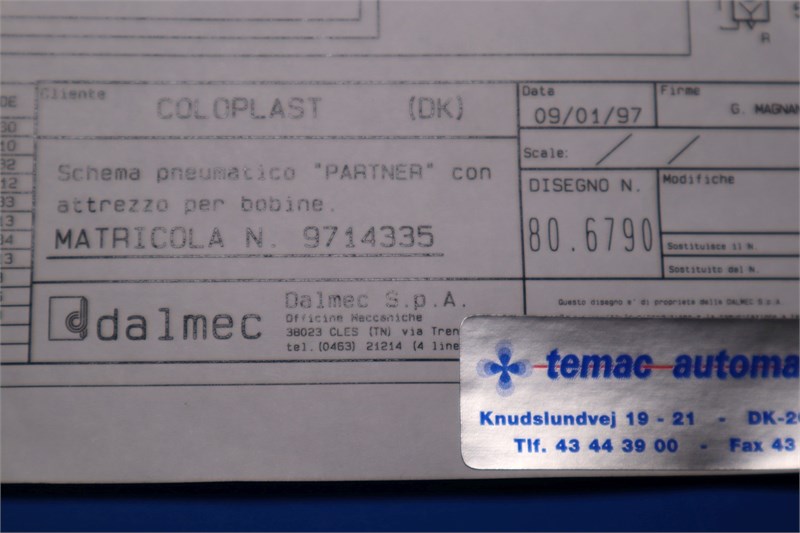 Cliente
COLOPLAST (DK)
Data
09/01/97
Firme
G. MAGNAN
Scale: / /
Schema pneumatico "PARTNER" con
attrezzo per bobine.
MATRICOLA N. 9714335
DISEGNO N.
80.6790
Modifiche
Sostituisce il N.
Sostituito dal N.
dalmec
Dalmec S.p.A.
Officine Meccaniche
38023 CLES (TN) via Tren
tel. (0463) 21214 (4 line
Questo disegno e' di proprieta della DALMEC S.p.A.
temac automa
Knudslundvej 19 - 21 - DK-26
Tlf. 43 44 39 00 - Fax 43
R
DE
30
10
32
12
33
13
34